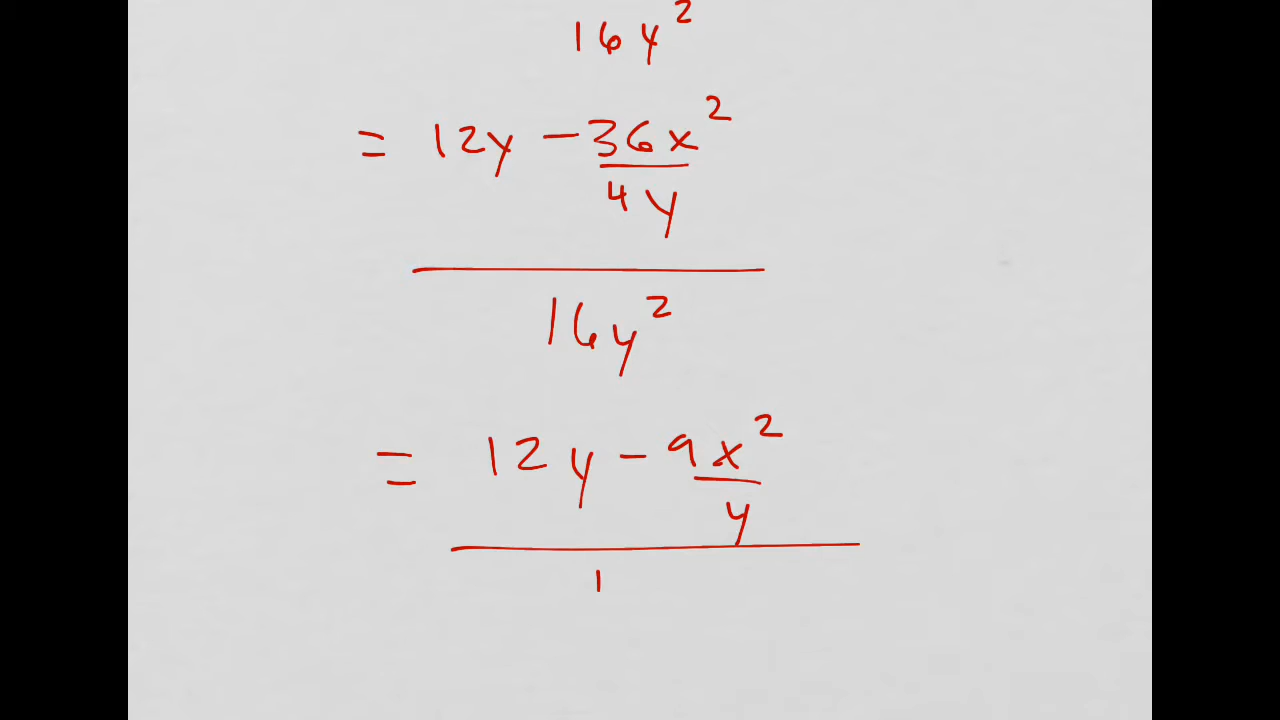 16y²
= 12y - 36x²
4y
16y²
= 12y - 9x²
y
1